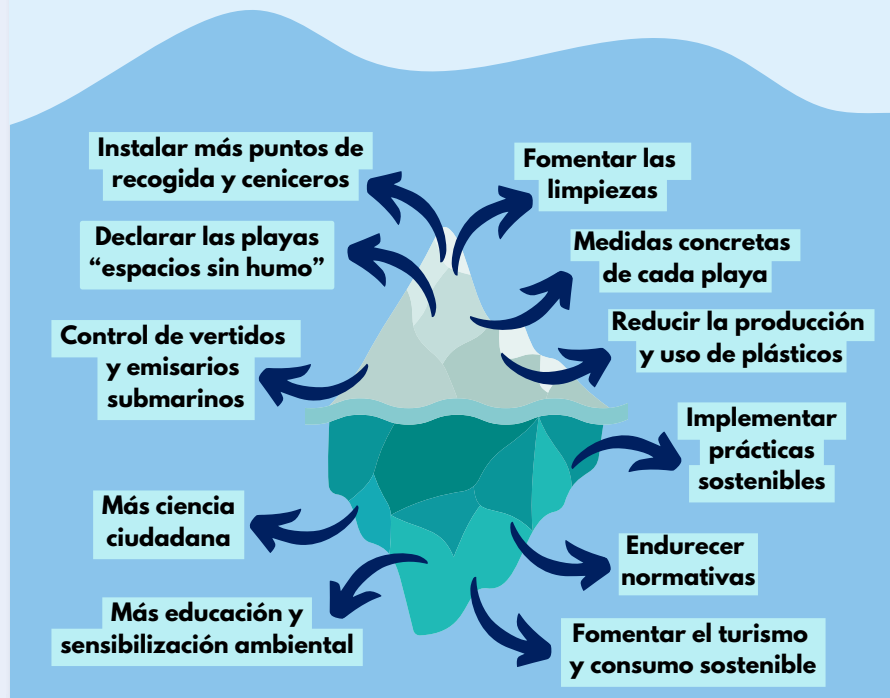 Instalar más puntos de
recogida y ceniceros
Fomentar las
limpiezas
Declarar las playas
“espacios sin humo”
Medidas concretas
de cada playa
Control de vertidos
y emisarios
submarinos
Reducir la producción
y uso de plásticos
Implementar
prácticas
sostenibles
Más ciencia
ciudadana
Endurecer
normativas
Más educación y
sensibilización ambiental
Fomentar el turismo
y consumo sostenible